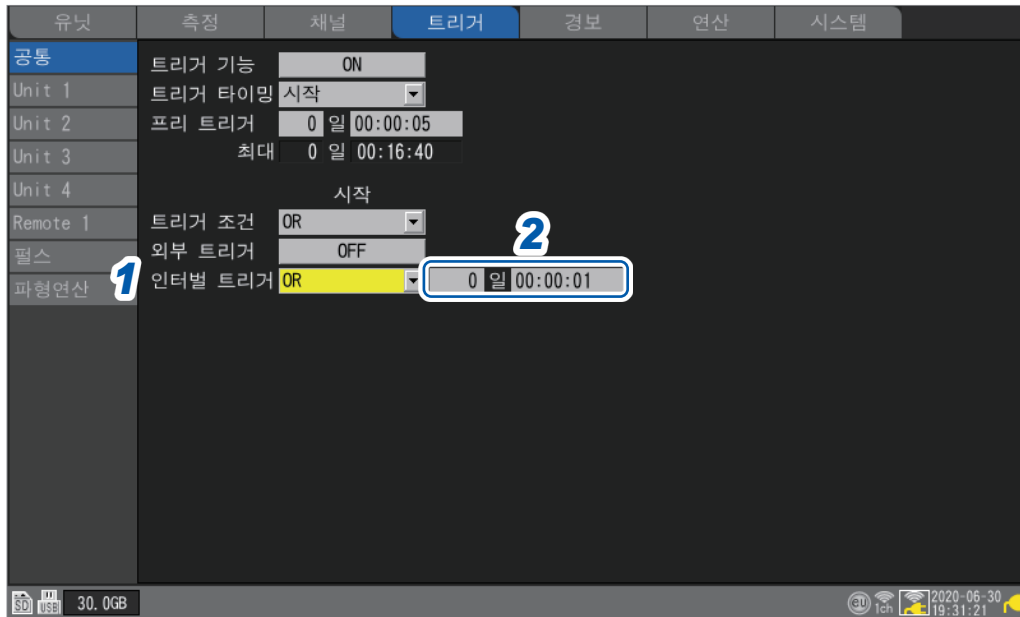 유닛 측정 채널 트리거 경보 연산 시스템
공통
Unit 1
Unit 2
Unit 3
Unit 4
Remote 1
펄스
파형연산
트리거 기능 ON
트리거 타이밍 시작
프리 트리거 0 일 00:00:05
최대 0 일 00:16:40
시작
트리거 조건 OR
외부 트리거 OFF
1 인터벌 트리거 OR 0 일 00:00:01
2
SD USB 30.0GB
eu 1ch 2020-06-30
19:31:21